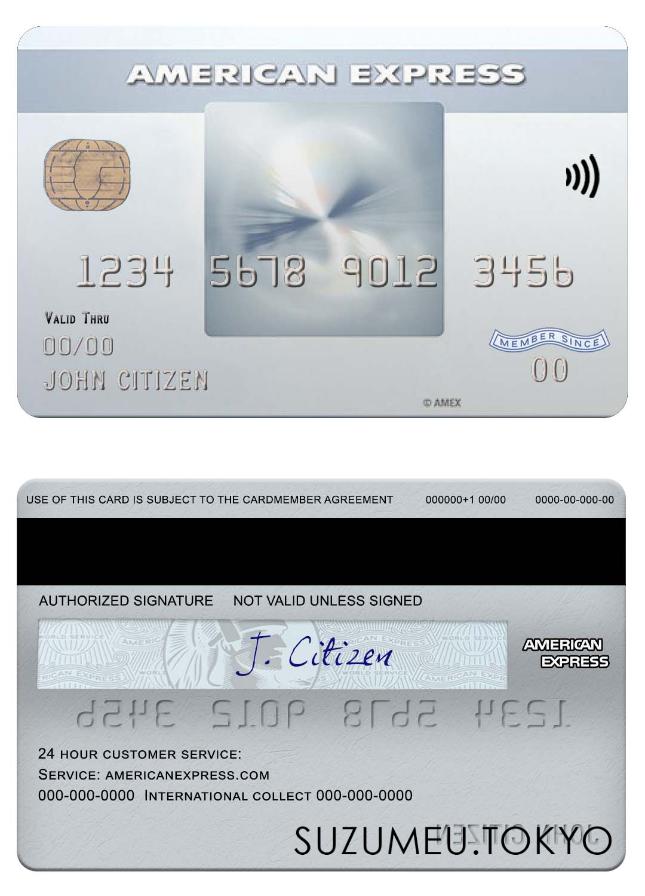 AMERICAN EXPRESS
1234 5678 9012 3456
VALID THRU
00/00
MEMBER SINCE
00
JOHN CITIZEN
© AMEX
USE OF THIS CARD IS SUBJECT TO THE CARDMEMBER AGREEMENT 000000+1 00/00 0000-00-000-00
AUTHORIZED SIGNATURE NOT VALID UNLESS SIGNED
J. Citizen
AMERICAN
EXPRESS
1234 5678 9012 3456
24 HOUR CUSTOMER SERVICE:
SERVICE: AMERICANEXPRESS.COM
000-000-0000 INTERNATIONAL COLLECT 000-000-0000
JOHN CITIZEN
SUZUMEU.TOKYO